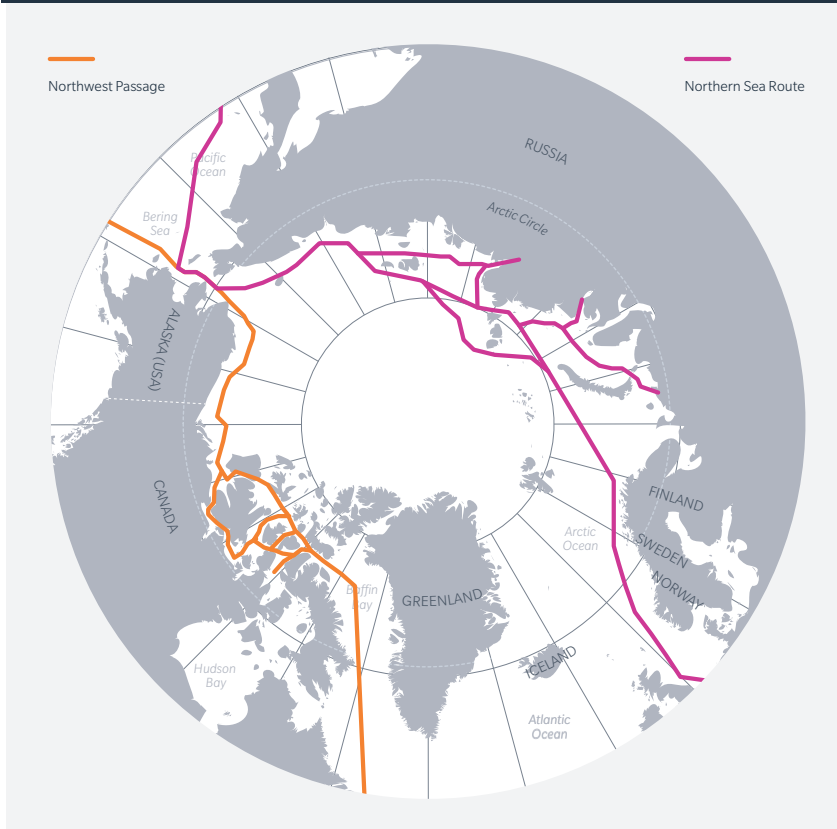 Northwest Passage
Northern Sea Route
RUSSIA
Pacific
Ocean
Arctic Circle
Bering
Sea
ALASKA (USA)
CANADA
FINLAND
Arctic
Ocean
SWEDEN
NORWAY
Baffin
Bay
GREENLAND
ICELAND
Hudson
Bay
Atlantic
Ocean